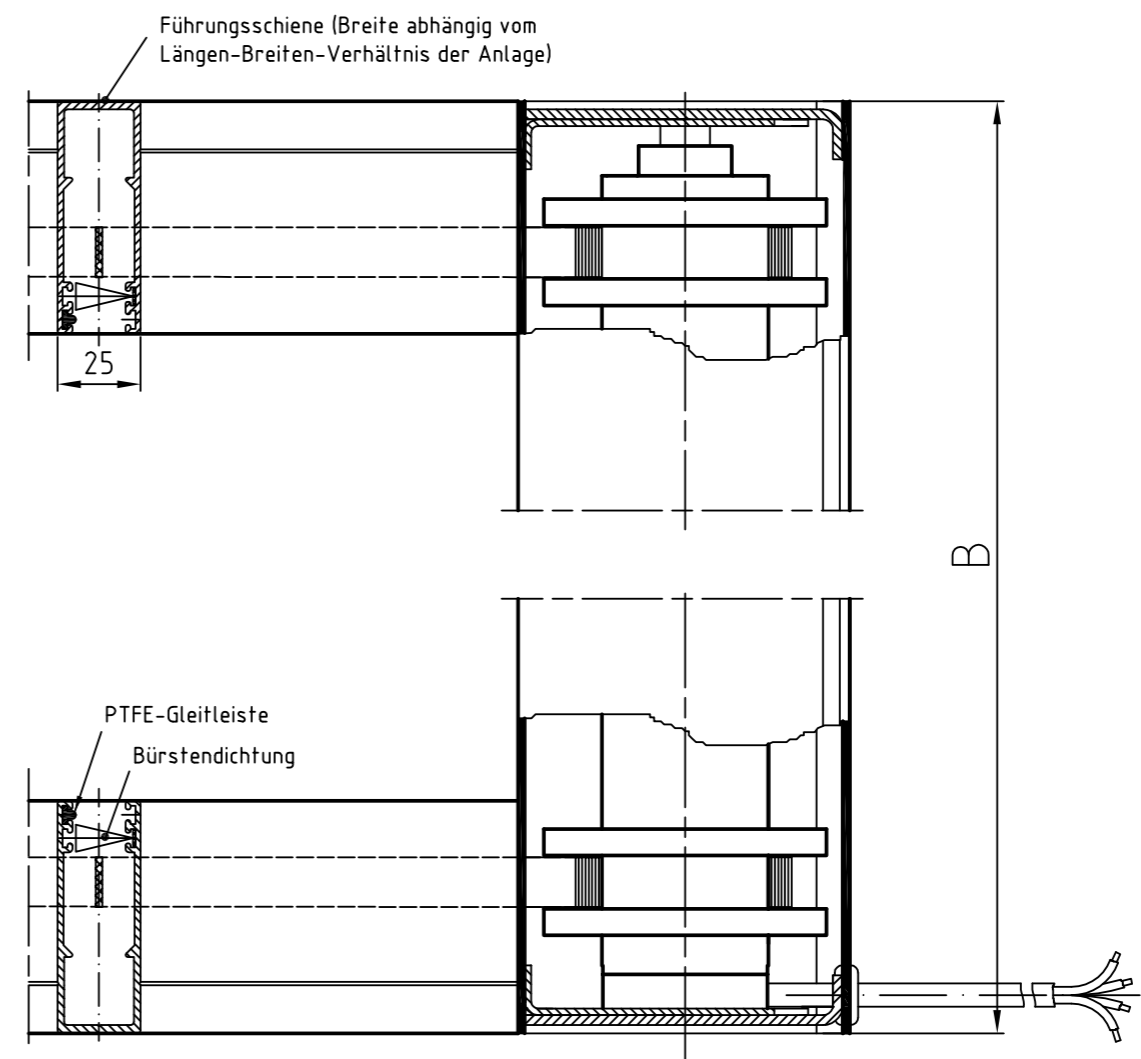 Führungsschiene (Breite abhängig vom
Längen-Breiten-Verhältnis der Anlage)
25
B
PTFE-Gleitleiste
Bürstendichtung